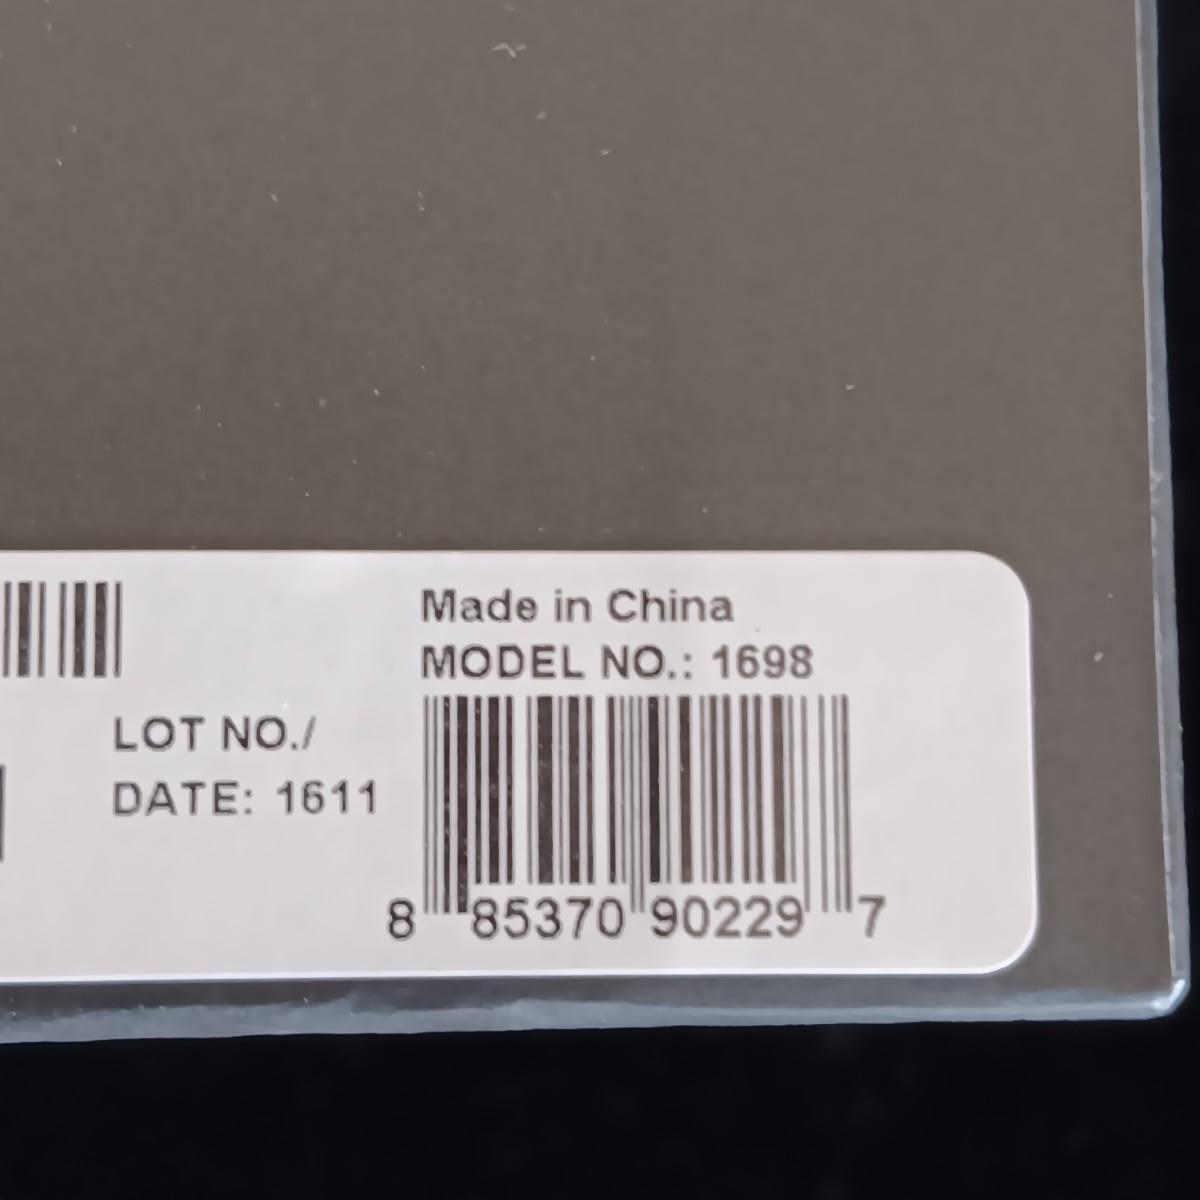 Made in China
MODEL NO.: 1698
LOT NO./
DATE: 1611
8 85370 90229 7